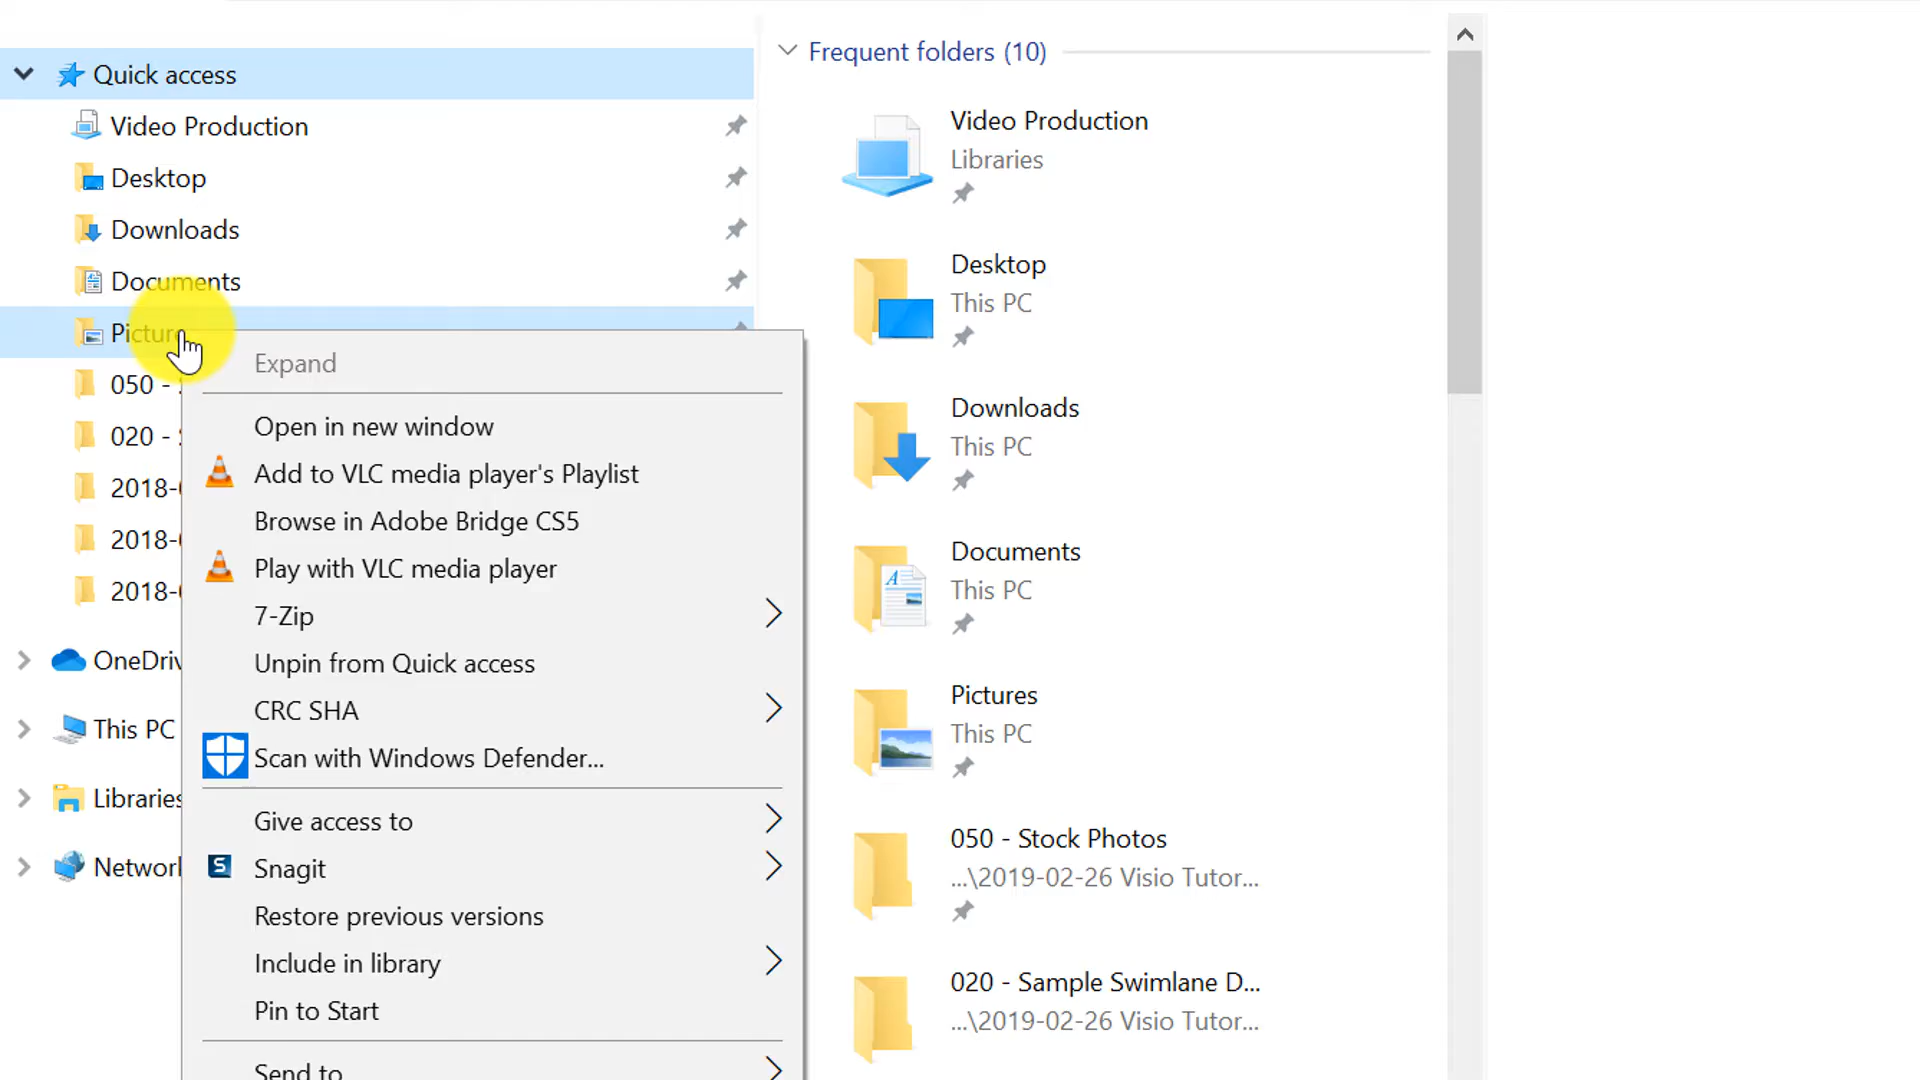 Quick access
Video Production
Desktop
Downloads
Documents
Pictur
050 -
020 -
2018-
2018-
2018-
OneDriv
This PC
Libraries
Network
Expand
Open in new window
Add to VLC media player's Playlist
Browse in Adobe Bridge CS5
Play with VLC media player
7-Zip
Unpin from Quick access
CRC SHA
Scan with Windows Defender...
Give access to
Snagit
Restore previous versions
Include in library
Pin to Start
Send to
Frequent folders (10)
Video Production
Libraries
Desktop
This PC
Downloads
This PC
Documents
This PC
Pictures
This PC
050 - Stock Photos
...\2019-02-26 Visio Tutor...
020 - Sample Swimlane D...
...\2019-02-26 Visio Tutor...